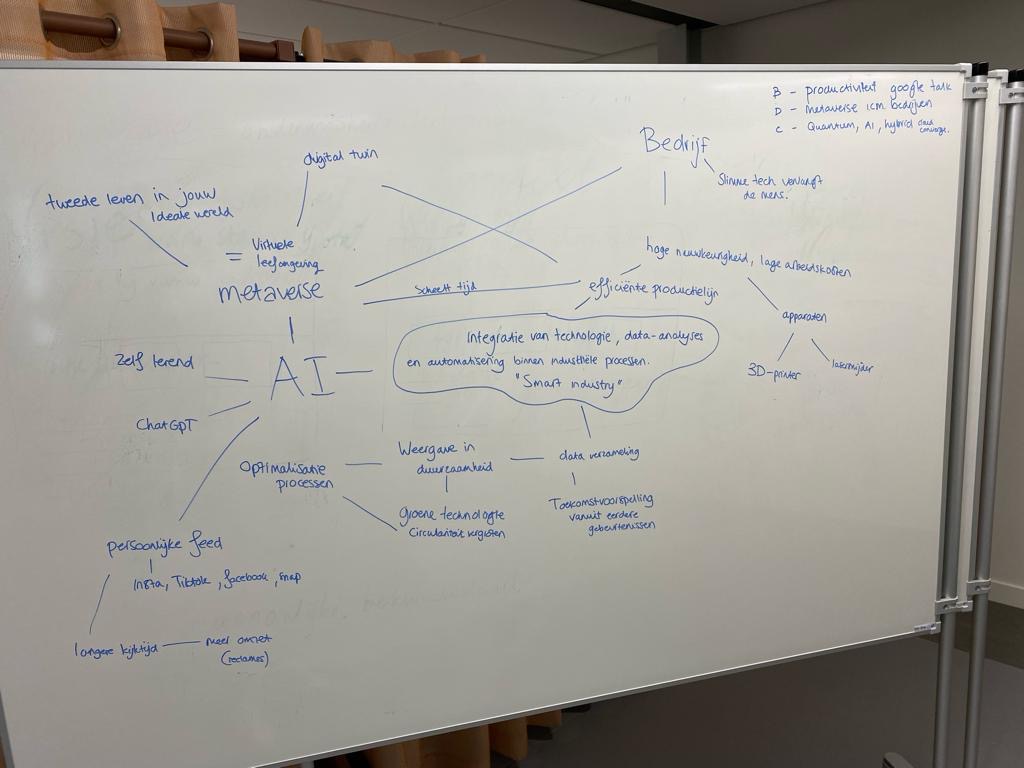 B - productiviteit google talk
D - Metaverse icm bedrijven
C - Quantum, AI, hybrid cloud
Bedrijf
digital twin
Slimme tech vervangt
de mens.
tweede leven in jouw
Ideale wereld
= Virtuele
leefomgeving
metaverse
hoge nauwkeurigheid, lage arbeidskosten
Scheelt tijd
efficiënte productielijn
apparaten
3D-printer
lasersnijder
Integratie van technologie, data-analyses
en automatisering binnen industriële processen.
"Smart industry"
Zelf lerend
AI
ChatGPT
Optimalisatie
processen
Weergave in
duurzaamheid
data verzameling
groene technologie
Circulariteit vergroten
Toekomstvoorspelling
vanuit eerdere
gebeurtenissen
persoonlijke feed
Insta, Tiktok, facebook, snap
langere kijktijd
meer omzet
(reclames)